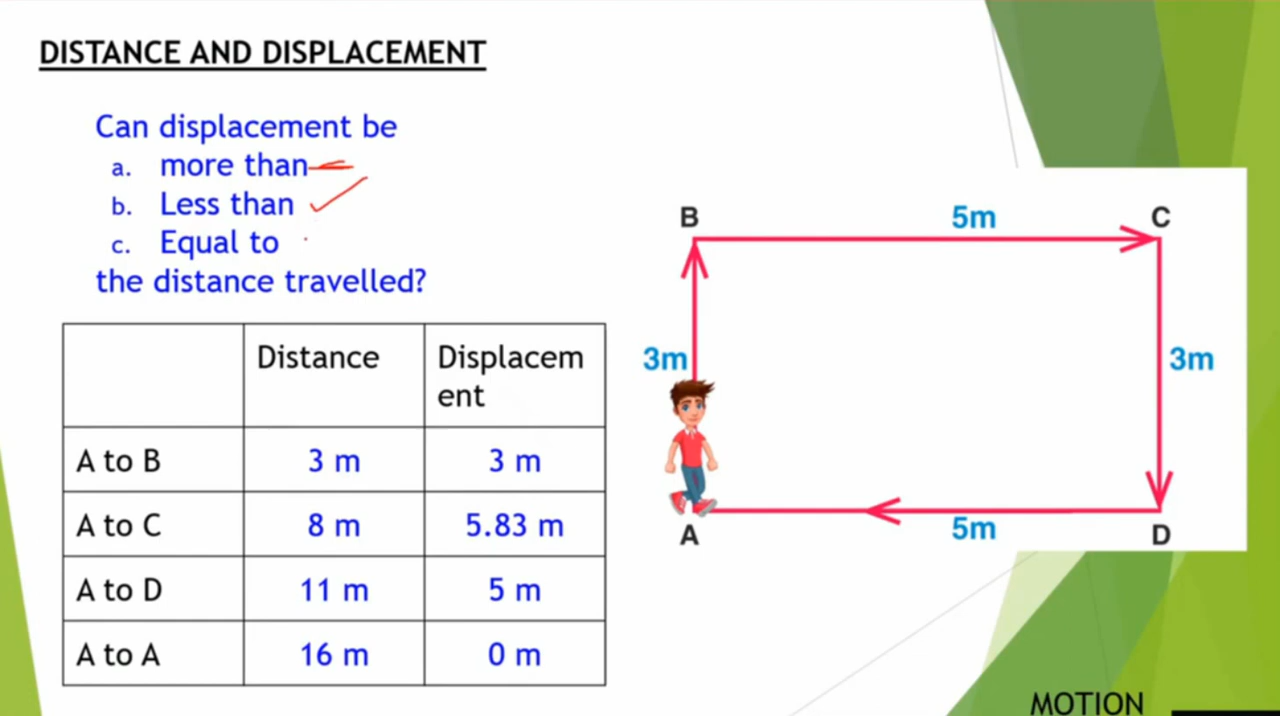 DISTANCE AND DISPLACEMENT
Can displacement be
a. more than
b. Less than
c. Equal to
the distance travelled?
Distance Displacem
ent
A to B 3 m 3 m
A to C 8 m 5.83 m
A to D 11 m 5 m
A to A 16 m 0 m
B 5m C
3m 3m
A 5m D
MOTION